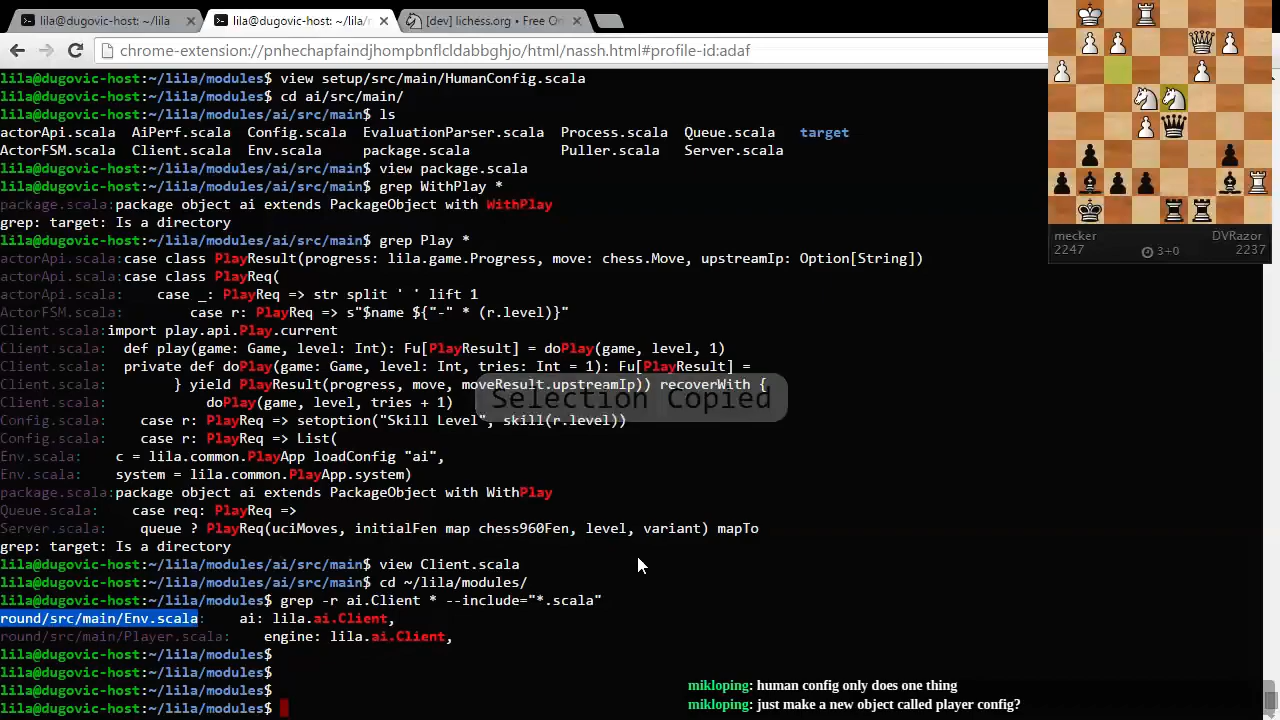 lila@dugovic-host: ~/lila
lila@dugovic-host: ~/lila/n
[dev] lichess.org • Free On
chrome-extension://pnhechapfaindjhompbnflcldabbghjo/html/nassh.html#profile-id:adaf
lila@dugovic-host:~/lila/modules$ view setup/src/main/HumanConfig.scala
lila@dugovic-host:~/lila/modules$ cd ai/src/main/
lila@dugovic-host:~/lila/modules/ai/src/main$ ls
actorApi.scala AiPerf.scala Config.scala EvaluationParser.scala Process.scala Queue.scala target
ActorFSM.scala Client.scala Env.scala package.scala Puller.scala Server.scala
lila@dugovic-host:~/lila/modules/ai/src/main$ view package.scala
lila@dugovic-host:~/lila/modules/ai/src/main$ grep WithPlay *
package.scala:package object ai extends PackageObject with WithPlay
grep: target: Is a directory
lila@dugovic-host:~/lila/modules/ai/src/main$ grep Play *
actorApi.scala:case class PlayResult(progress: lila.game.Progress, move: chess.Move, upstreamIp: Option[String])
actorApi.scala:case class PlayReq(
actorApi.scala: case _: PlayReq => str split ' ' lift 1
ActorFSM.scala: case r: PlayReq => s"$name ${"-" * (r.level)}"
Client.scala:import play.api.Play.current
Client.scala: def play(game: Game, level: Int): Fu[PlayResult] = doPlay(game, level, 1)
Client.scala: private def doPlay(game: Game, level: Int, tries: Int = 1): Fu[PlayResult] =
Client.scala: } yield PlayResult(progress, move, moveResult.upstreamIp)) recoverWith {
Client.scala: doPlay(game, level, tries + 1)
Selection Copied
Config.scala: case r: PlayReq => setoption("Skill Level", skill(r.level))
Config.scala: case r: PlayReq => List(
Env.scala: c = lila.common.PlayApp loadConfig "ai",
Env.scala: system = lila.common.PlayApp.system)
package.scala:package object ai extends PackageObject with WithPlay
Queue.scala: case req: PlayReq =>
Server.scala: queue ? PlayReq(uciMoves, initialFen map chess960Fen, level, variant) mapTo
grep: target: Is a directory
lila@dugovic-host:~/lila/modules/ai/src/main$ view Client.scala
lila@dugovic-host:~/lila/modules/ai/src/main$ cd ~/lila/modules/
lila@dugovic-host:~/lila/modules$ grep -r ai.Client * --include="*.scala"
round/src/main/Env.scala: ai: lila.ai.Client,
round/src/main/Player.scala: engine: lila.ai.Client,
lila@dugovic-host:~/lila/modules$
lila@dugovic-host:~/lila/modules$
lila@dugovic-host:~/lila/modules$
lila@dugovic-host:~/lila/modules$
mecker DVRazor
2247 3+0 2237
mikloping: human config only does one thing
mikloping: just make a new object called player config?